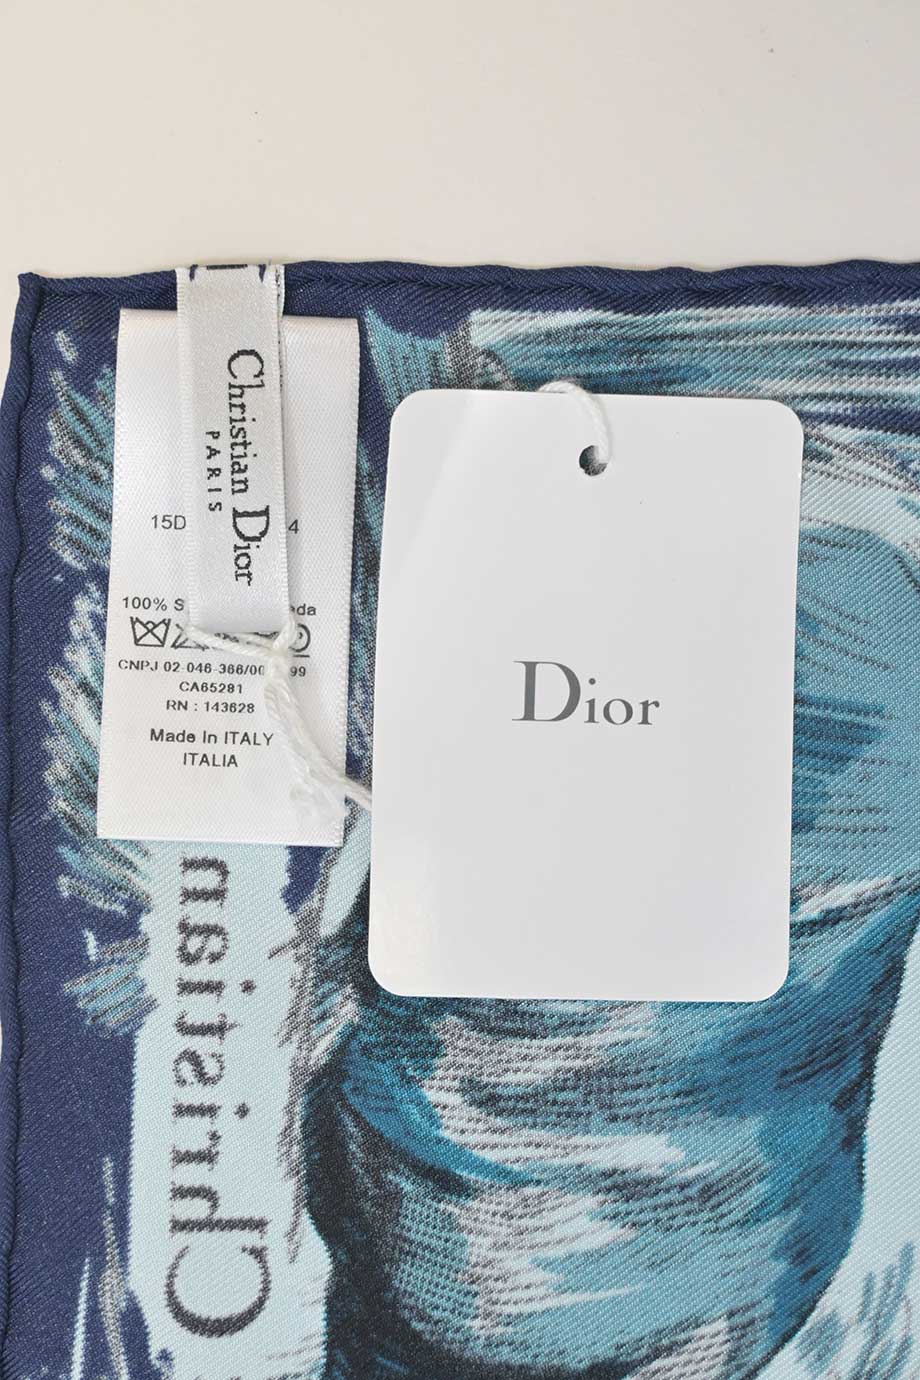 Christian Dior
PARIS
15D 4
100% S da
CNPJ 02-046-366/00 99
CA65281
RN : 143628
Made In ITALY
ITALIA
Dior
Christian